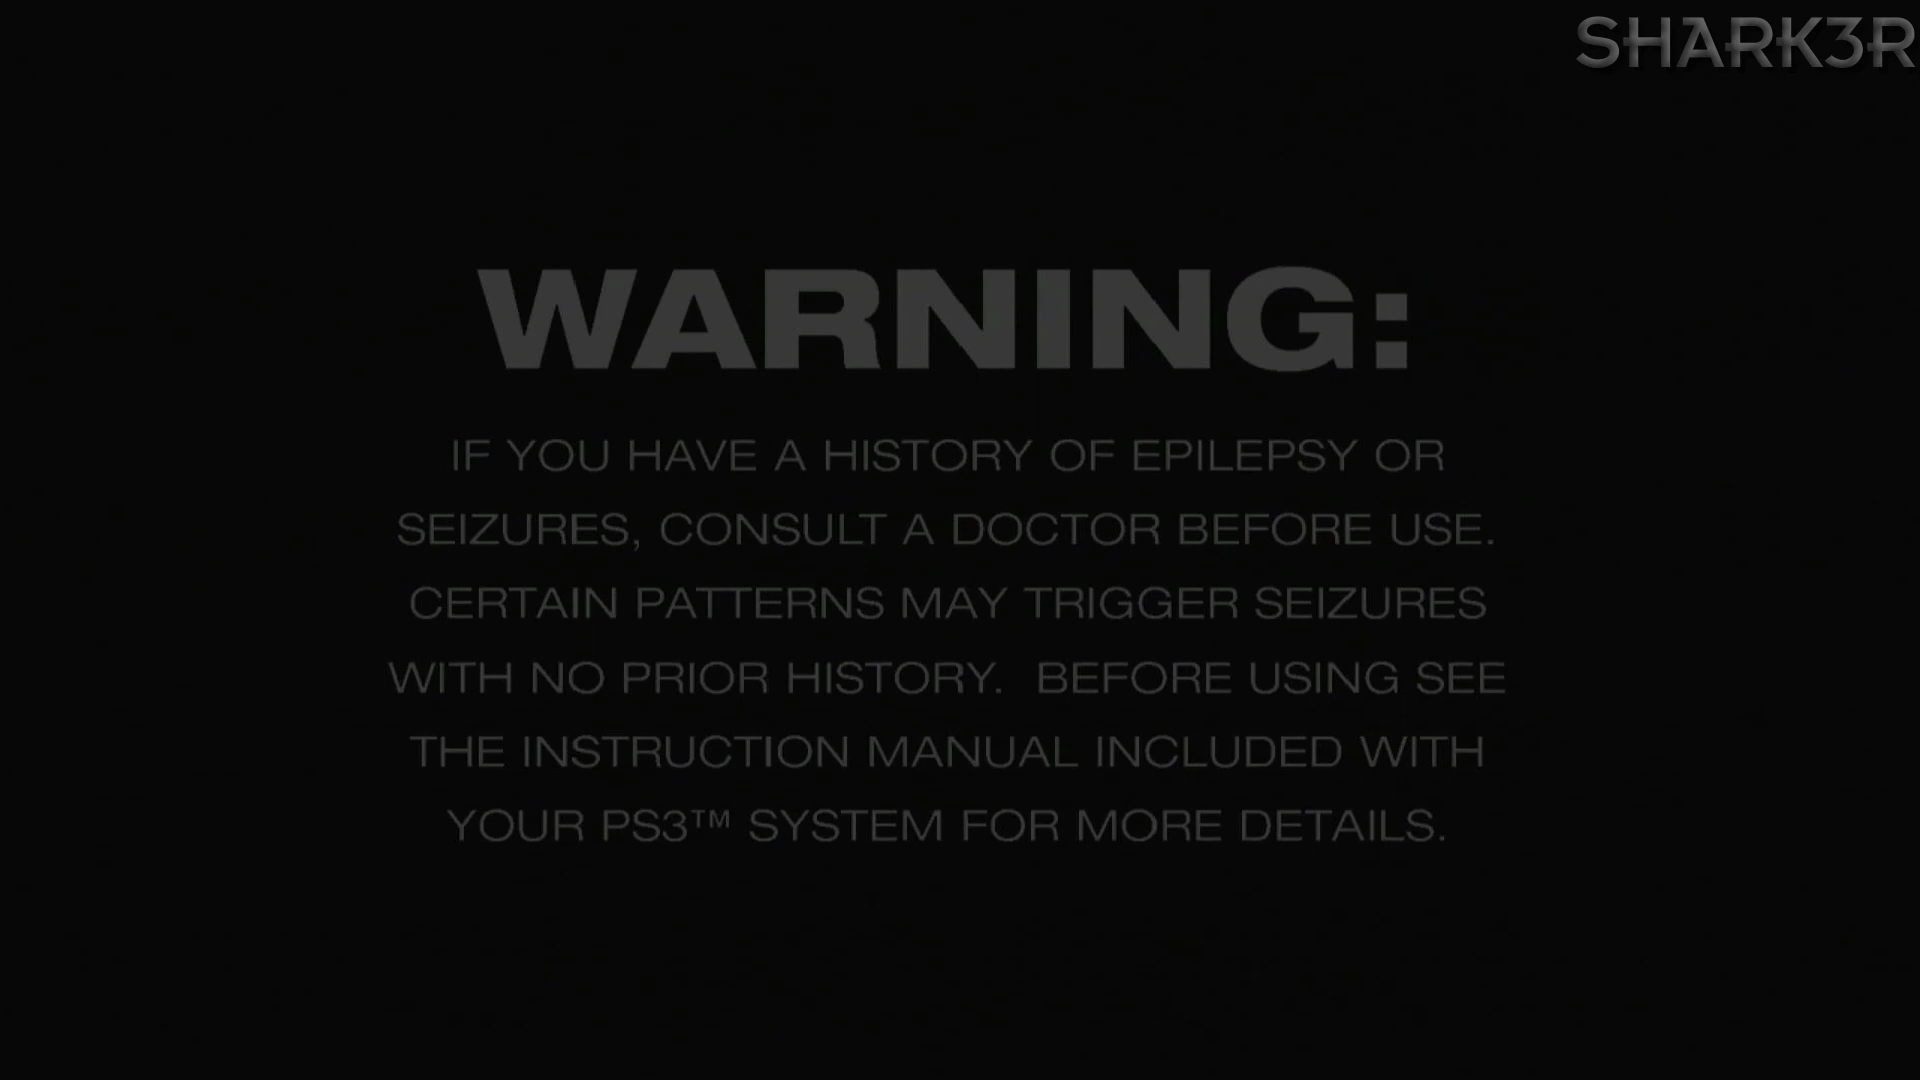 SHARK3R
WARNING:
IF YOU HAVE A HISTORY OF EPILEPSY OR
SEIZURES, CONSULT A DOCTOR BEFORE USE.
CERTAIN PATTERNS MAY TRIGGER SEIZURES
WITH NO PRIOR HISTORY.  BEFORE USING SEE
THE INSTRUCTION MANUAL INCLUDED WITH
YOUR PS3™ SYSTEM FOR MORE DETAILS.